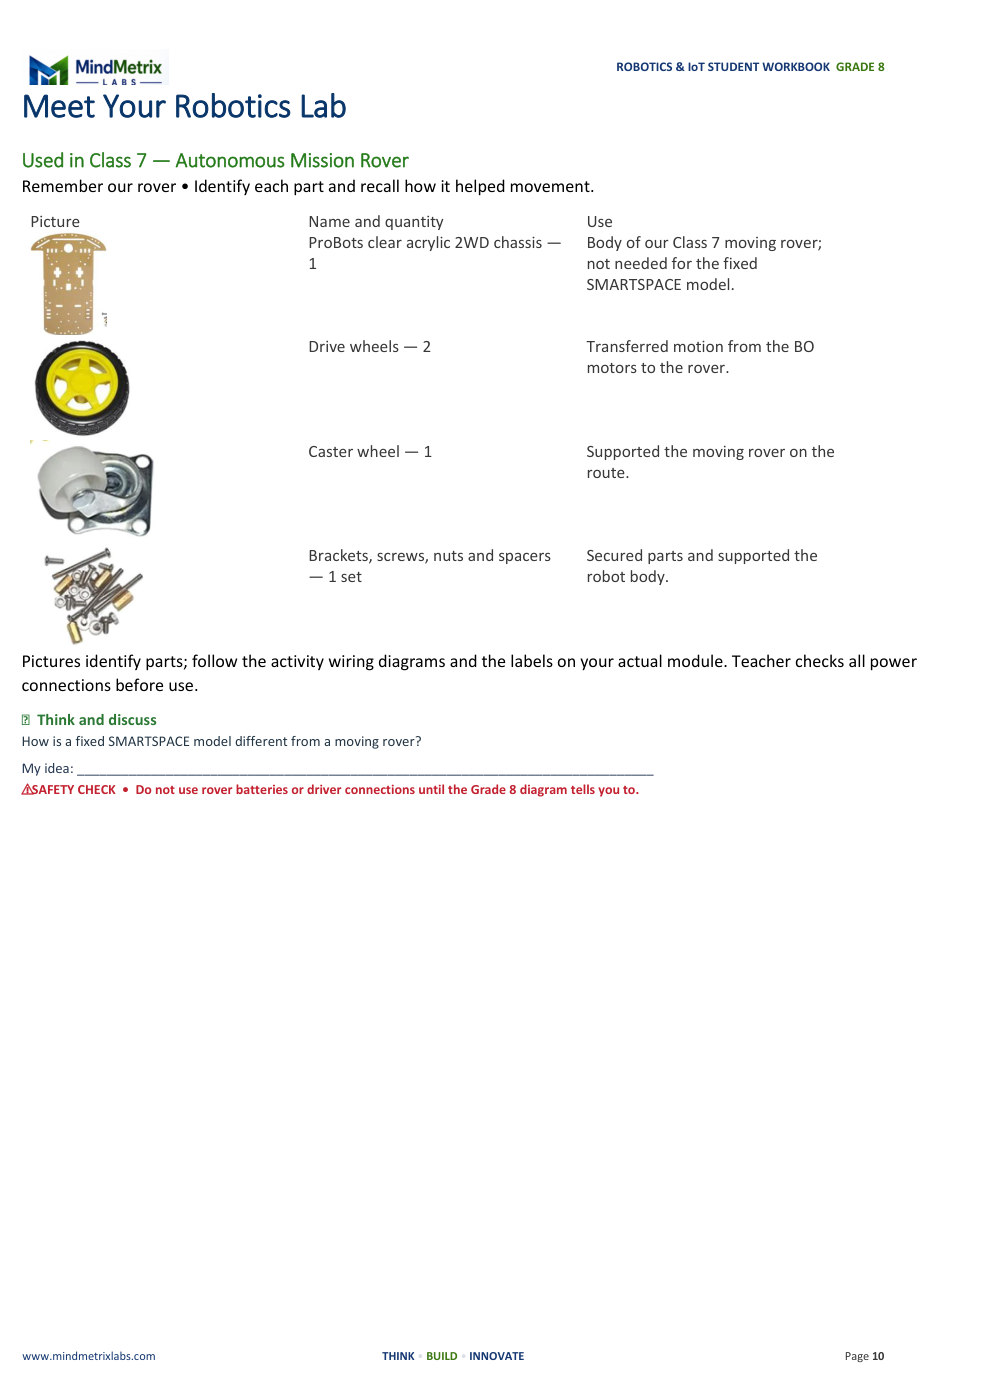 MindMetrix
LABS
ROBOTICS & IoT STUDENT WORKBOOK GRADE 8
Meet Your Robotics Lab
Used in Class 7 — Autonomous Mission Rover
Remember our rover • Identify each part and recall how it helped movement.
Picture
Name and quantity
Use
ProBots clear acrylic 2WD chassis —
1
Body of our Class 7 moving rover;
not needed for the fixed
SMARTSPACE model.
Drive wheels — 2
Transferred motion from the BO
motors to the rover.
Caster wheel — 1
Supported the moving rover on the
route.
Brackets, screws, nuts and spacers
— 1 set
Secured parts and supported the
robot body.
Pictures identify parts; follow the activity wiring diagrams and the labels on your actual module. Teacher checks all power
connections before use.
Think and discuss
How is a fixed SMARTSPACE model different from a moving rover?
My idea: ______________________________________________________________________________
⚠SAFETY CHECK • Do not use rover batteries or driver connections until the Grade 8 diagram tells you to.
www.mindmetrixlabs.com
THINK • BUILD • INNOVATE
Page 10